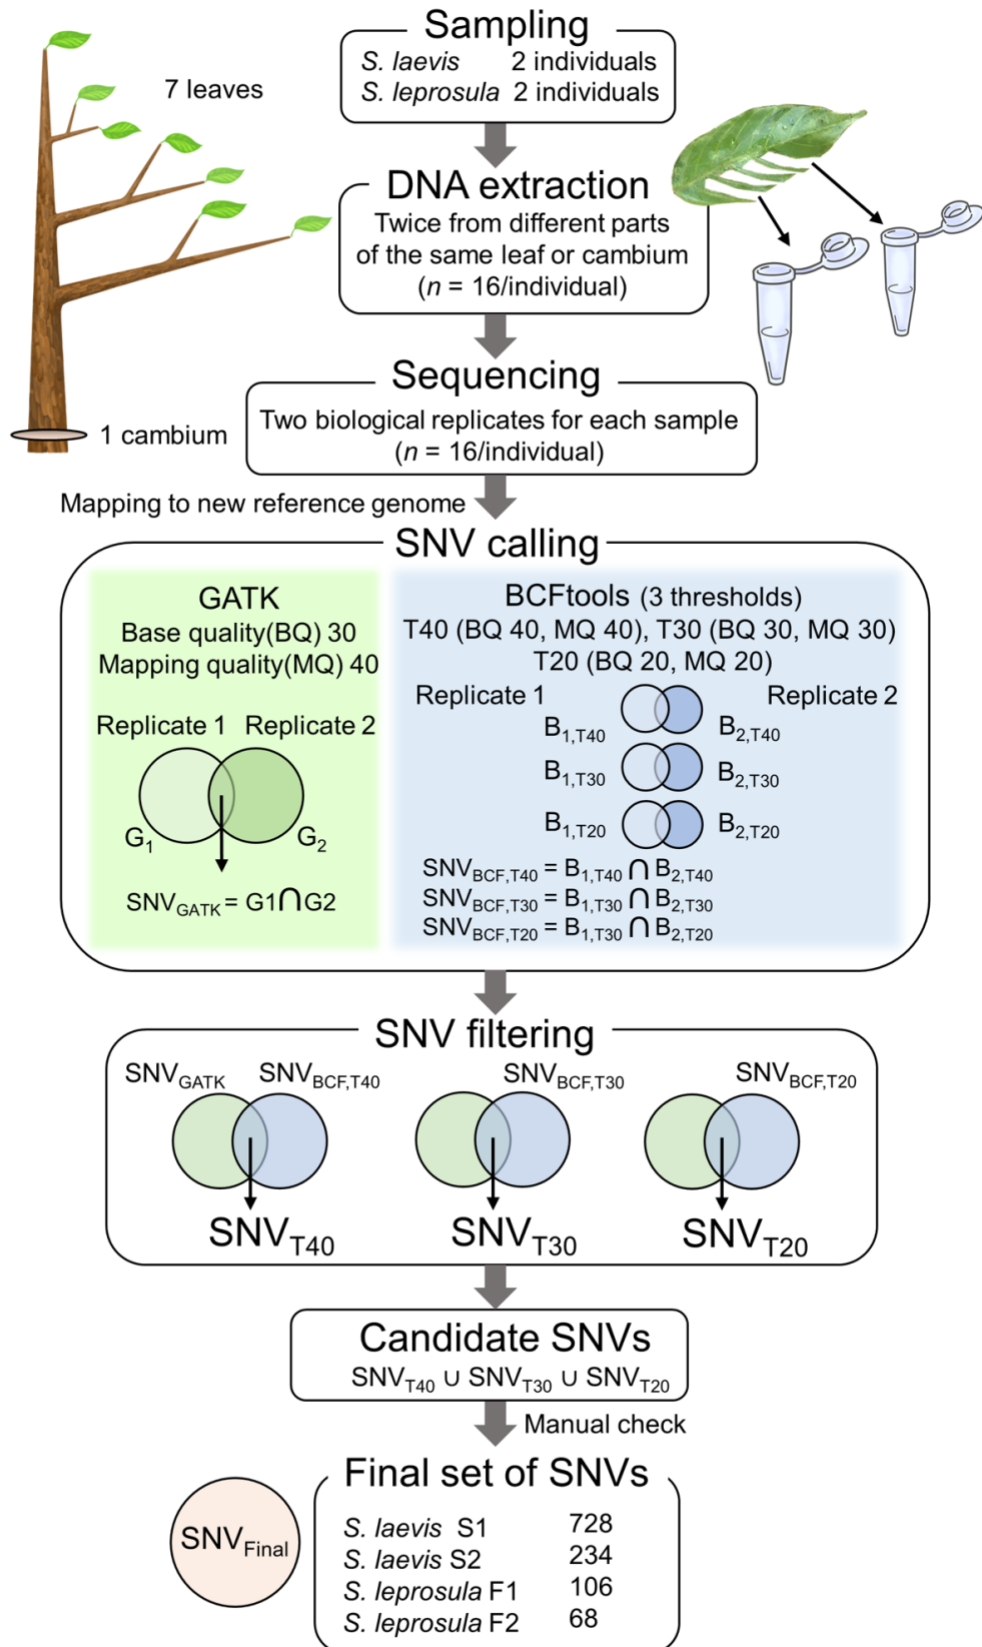 Sampling
S. laevis 2 individuals
S. leprosula 2 individuals
7 leaves
DNA extraction
Twice from different parts
of the same leaf or cambium
(n = 16/individual)
Sequencing
Two biological replicates for each sample
(n = 16/individual)
1 cambium
Mapping to new reference genome
SNV calling
GATK
Base quality(BQ) 30
Mapping quality(MQ) 40
Replicate 1 Replicate 2
G1 G2
SNVGATK = G1⋂G2
BCFtools (3 thresholds)
T40 (BQ 40, MQ 40), T30 (BQ 30, MQ 30)
T20 (BQ 20, MQ 20)
Replicate 1 Replicate 2
B1,T40 B2,T40
B1,T30 B2,T30
B1,T20 B2,T20
SNVBCF,T40 = B1,T40 ⋂ B2,T40
SNVBCF,T30 = B1,T30 ⋂ B2,T30
SNVBCF,T20 = B1,T30 ⋂ B2,T20
SNV filtering
SNVGATK SNVBCF,T40 SNVBCF,T30 SNVBCF,T20
SNVT40 SNVT30 SNVT20
Candidate SNVs
SNVT40 ∪ SNVT30 ∪ SNVT20
Manual check
Final set of SNVs
SNVFinal
S. laevis S1 728
S. laevis S2 234
S. leprosula F1 106
S. leprosula F2 68